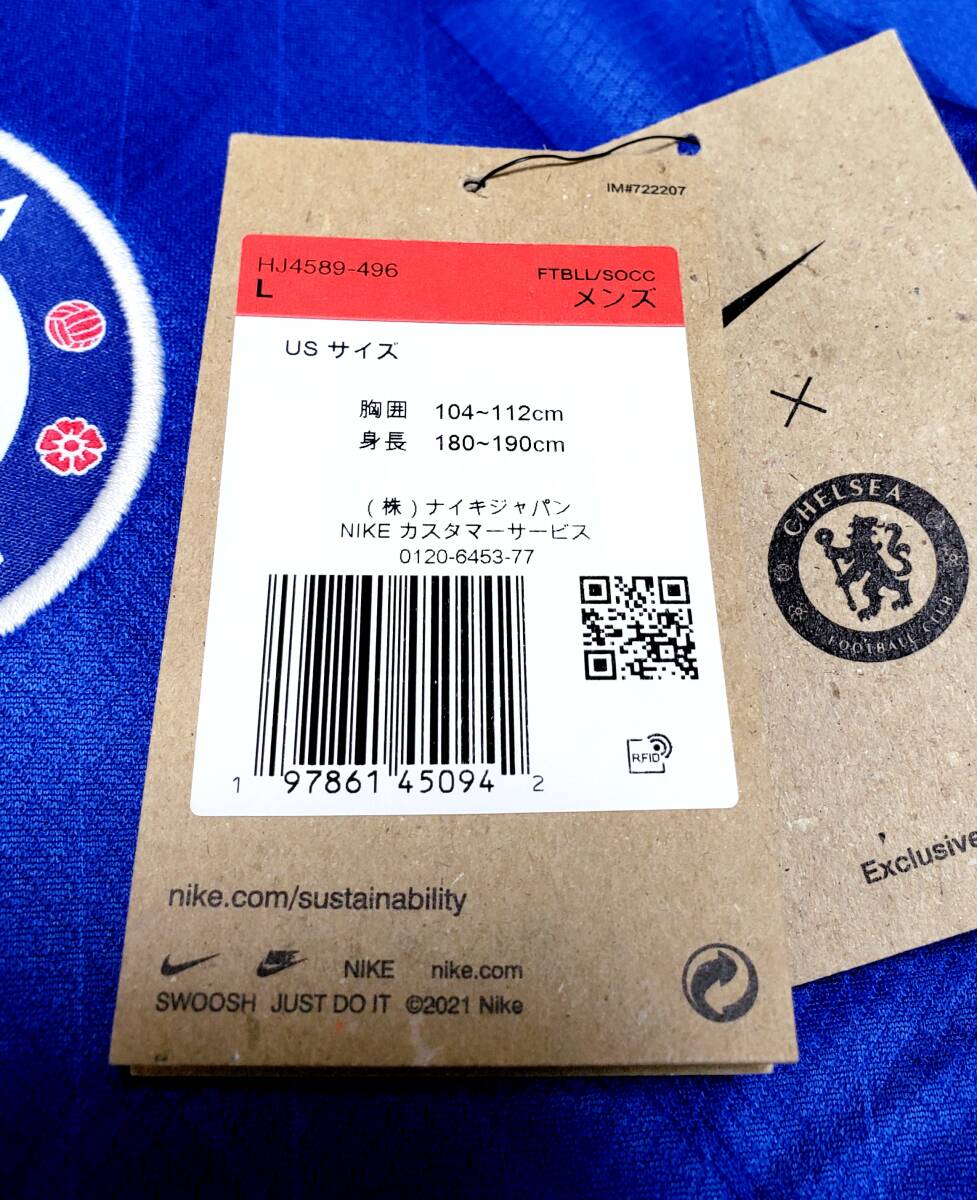 IM#722207
HJ4589-496
L
FTBLL/SOCC
メンズ
US サイズ
胸囲 104~112cm
身長 180~190cm
(株)ナイキジャパン
NIKE カスタマーサービス
0120-6453-77
RFID
1 97861 45094 2
nike.com/sustainability
NIKE nike.com
SWOOSH JUST DO IT ©2021 Nike
CHELSEA
FOOTBALL CLUB
Exclusive